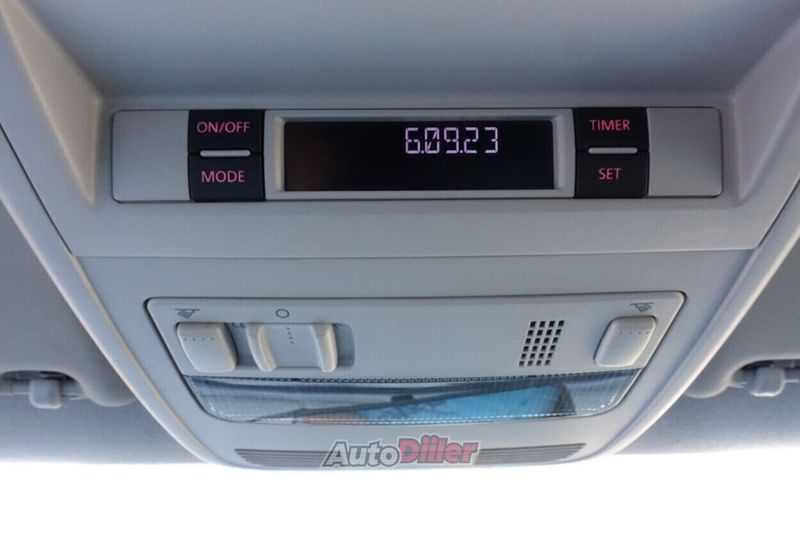 ON/OFF
6.09.23
TIMER
MODE
SET
AutoDiller